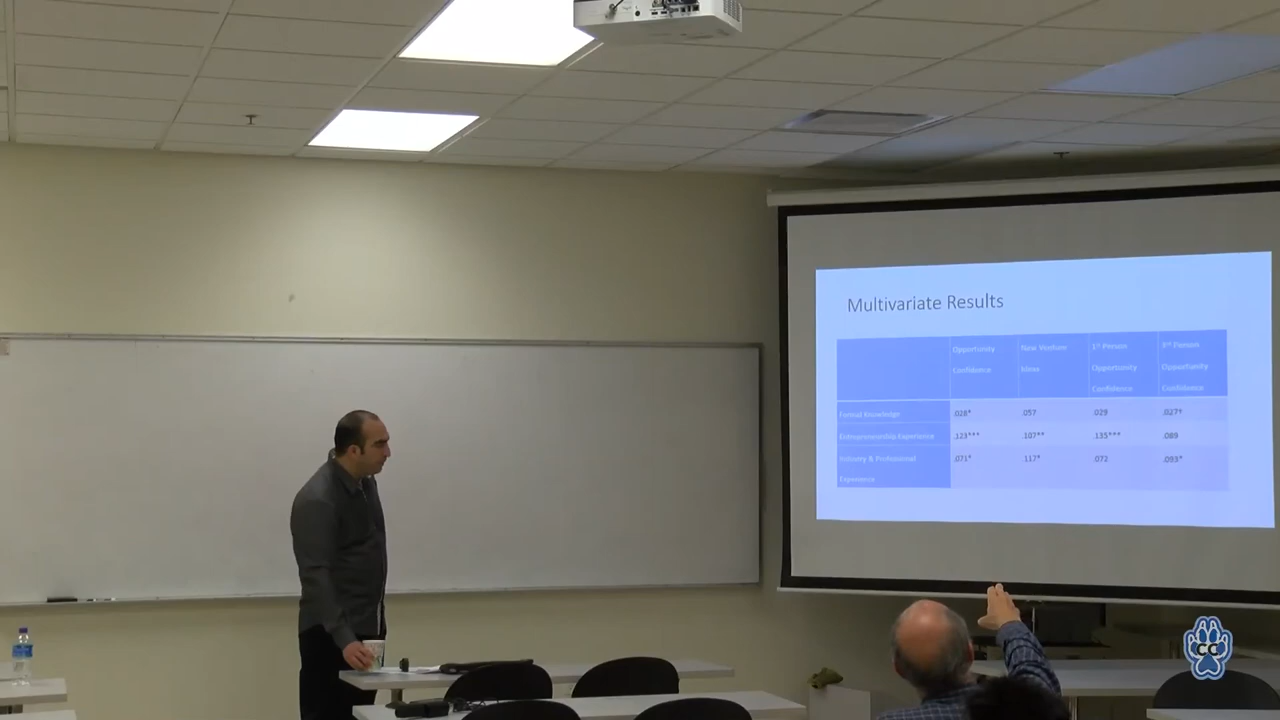 Multivariate Results
Opportunity Confidence
New Venture Ideas
1st Person Opportunity Confidence
3rd Person Opportunity Confidence
Formal Knowledge .028* .057 .029 .027*
Entrepreneurship Experience .123*** .107** .135*** .089
Industry & Professional Experience .071* .117* .072 .093*
CC